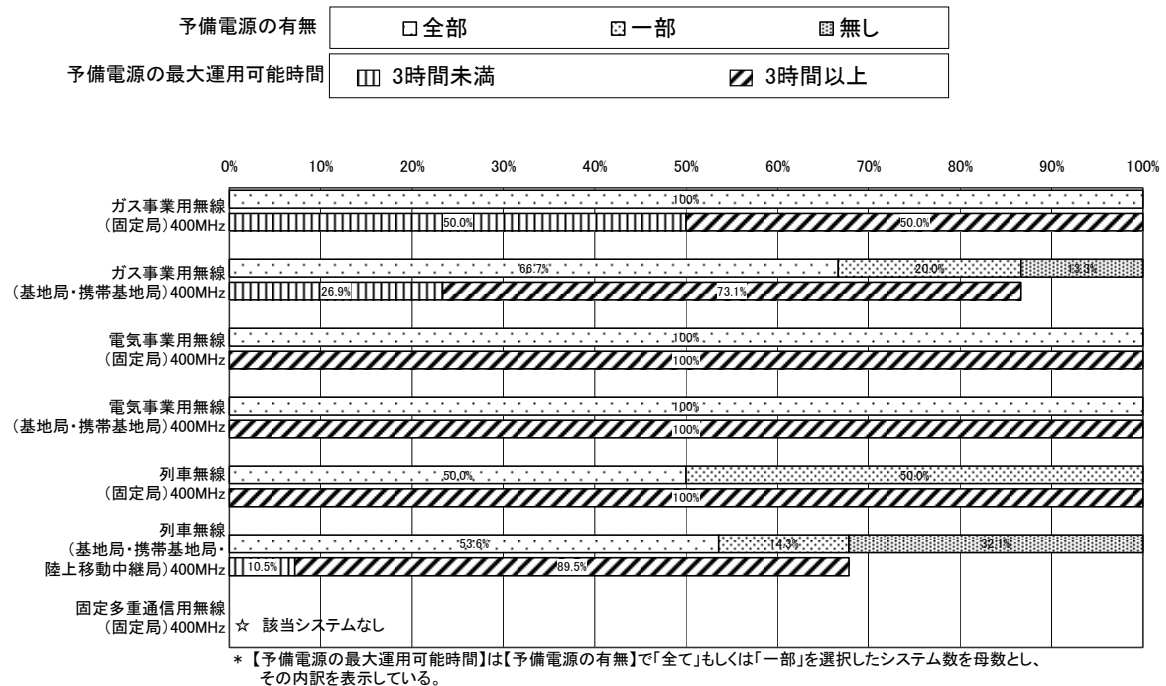 予備電源の有無 全部 一部 無し
予備電源の最大運用可能時間 3時間未満 3時間以上
0% 10% 20% 30% 40% 50% 60% 70% 80% 90% 100%
ガス事業用無線
(固定局)400MHz
100%
50.0% 50.0%
ガス事業用無線
(基地局・携帯基地局)400MHz
66.7% 20.0% 13.3%
26.9% 73.1%
電気事業用無線
(固定局)400MHz
100%
100%
電気事業用無線
(基地局・携帯基地局)400MHz
100%
100%
列車無線
(固定局)400MHz
50.0% 50.0%
100%
列車無線
(基地局・携帯基地局・
陸上移動中継局)400MHz
53.6% 14.3% 32.1%
10.5% 89.5%
固定多重通信用無線
(固定局)400MHz
☆ 該当システムなし
* 【予備電源の最大運用可能時間】は【予備電源の有無】で「全て」もしくは「一部」を選択したシステム数を母数とし、
その内訳を表示している。